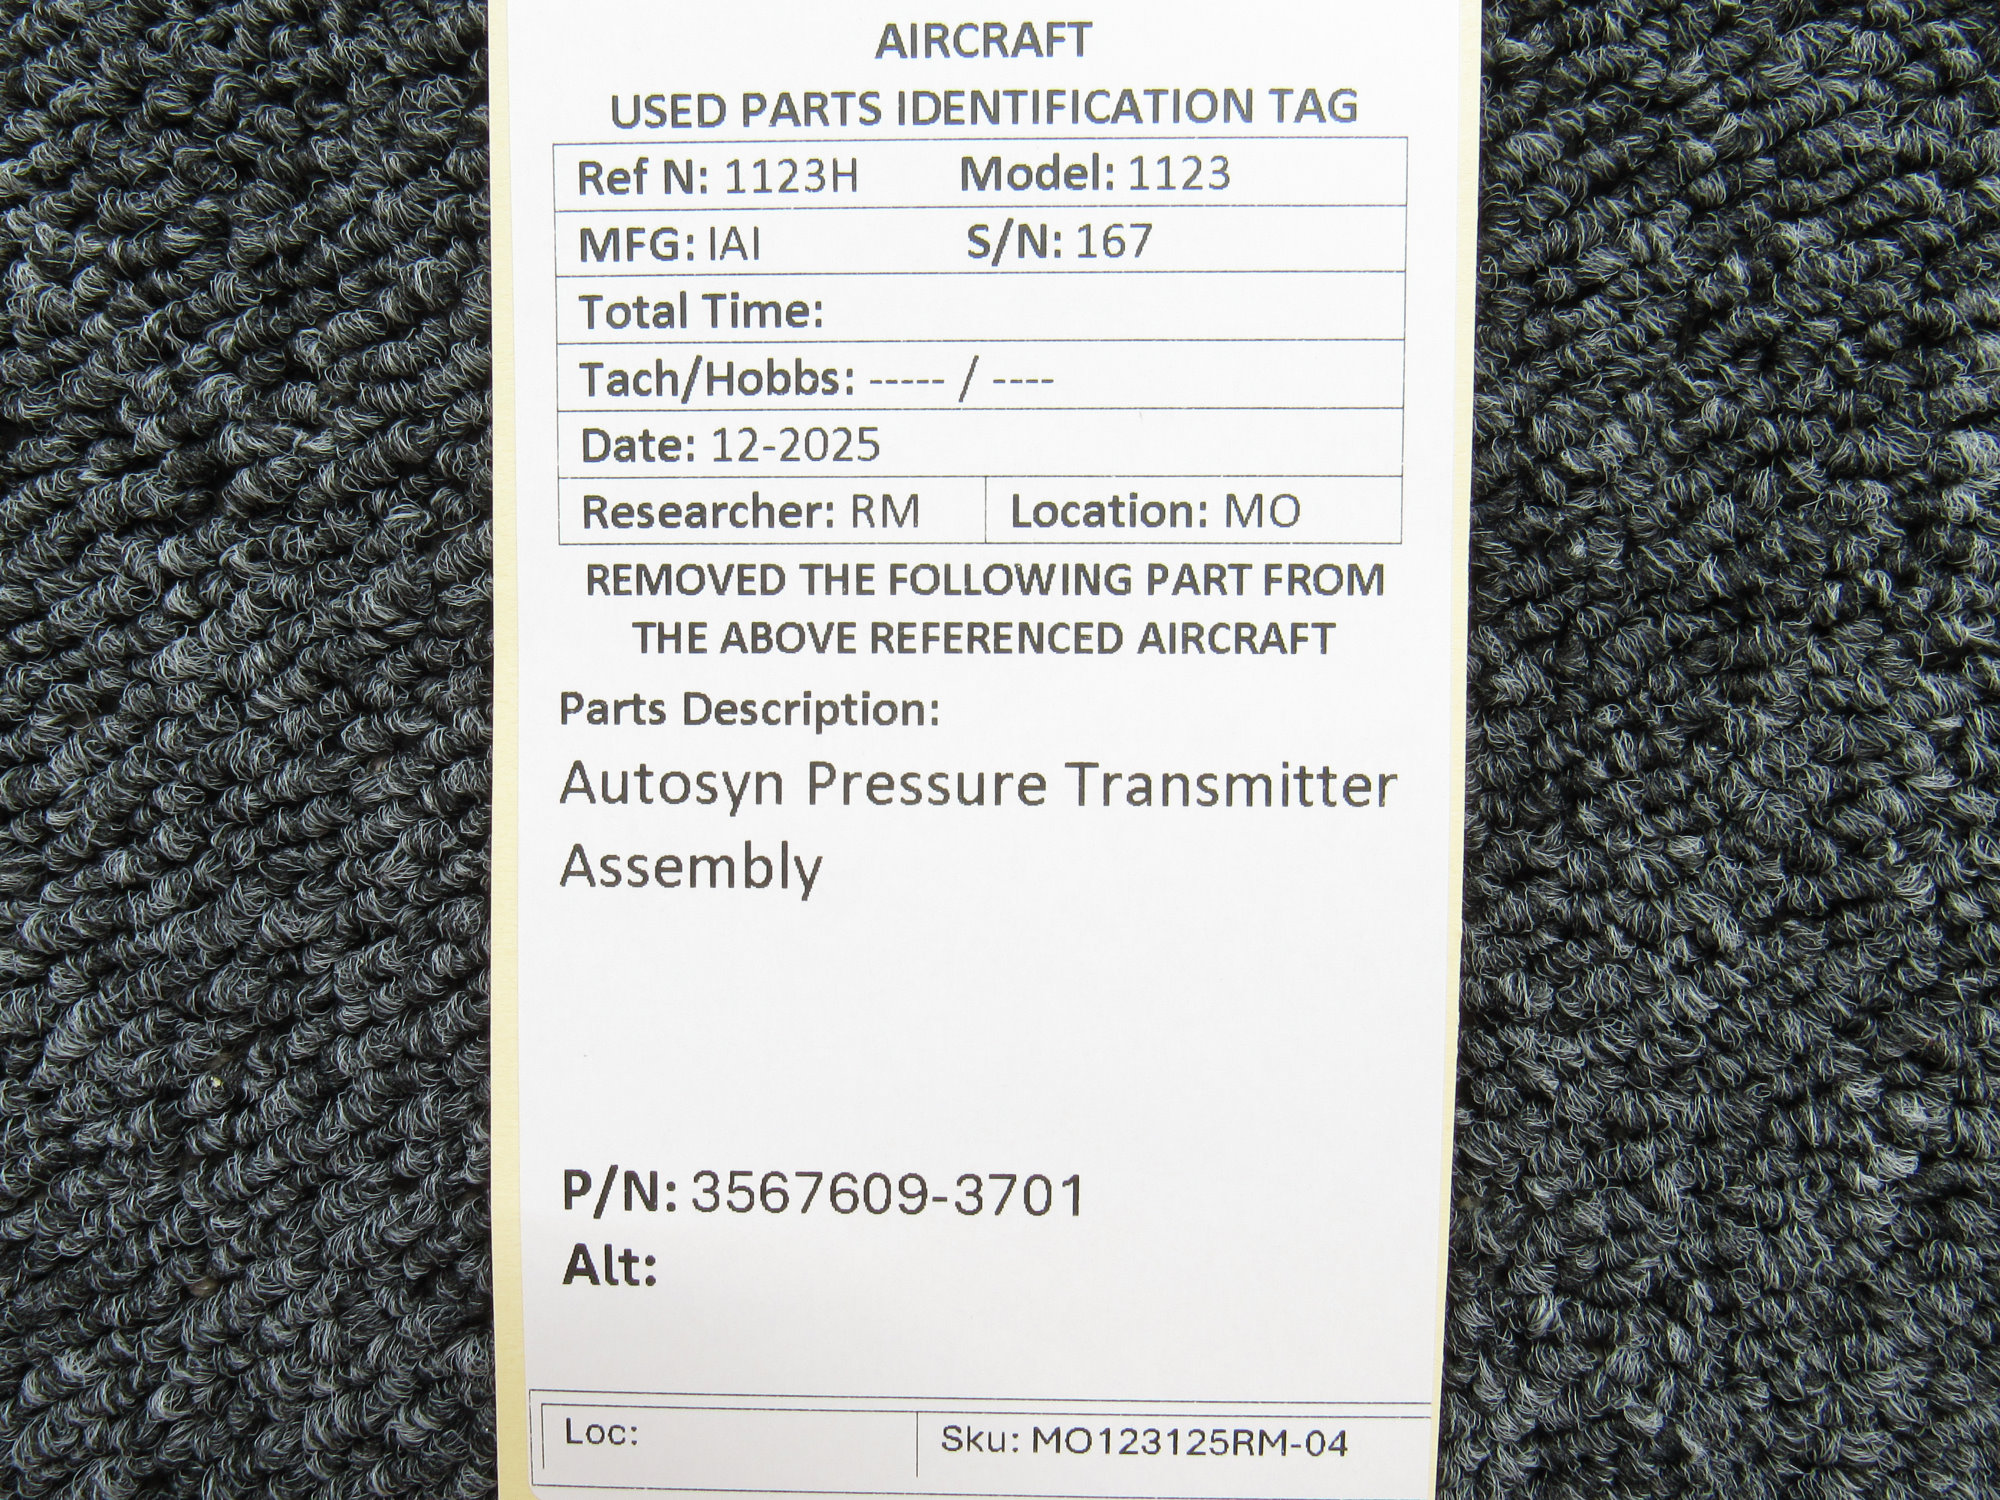 AIRCRAFT
USED PARTS IDENTIFICATION TAG
Ref N: 1123H Model: 1123
MFG: IAI S/N: 167
Total Time:
Tach/Hobbs: ----- / ----
Date: 12-2025
Researcher: RM Location: MO
REMOVED THE FOLLOWING PART FROM
THE ABOVE REFERENCED AIRCRAFT
Parts Description:
Autosyn Pressure Transmitter
Assembly
P/N: 3567609-3701
Alt:
Loc: Sku: MO123125RM-04